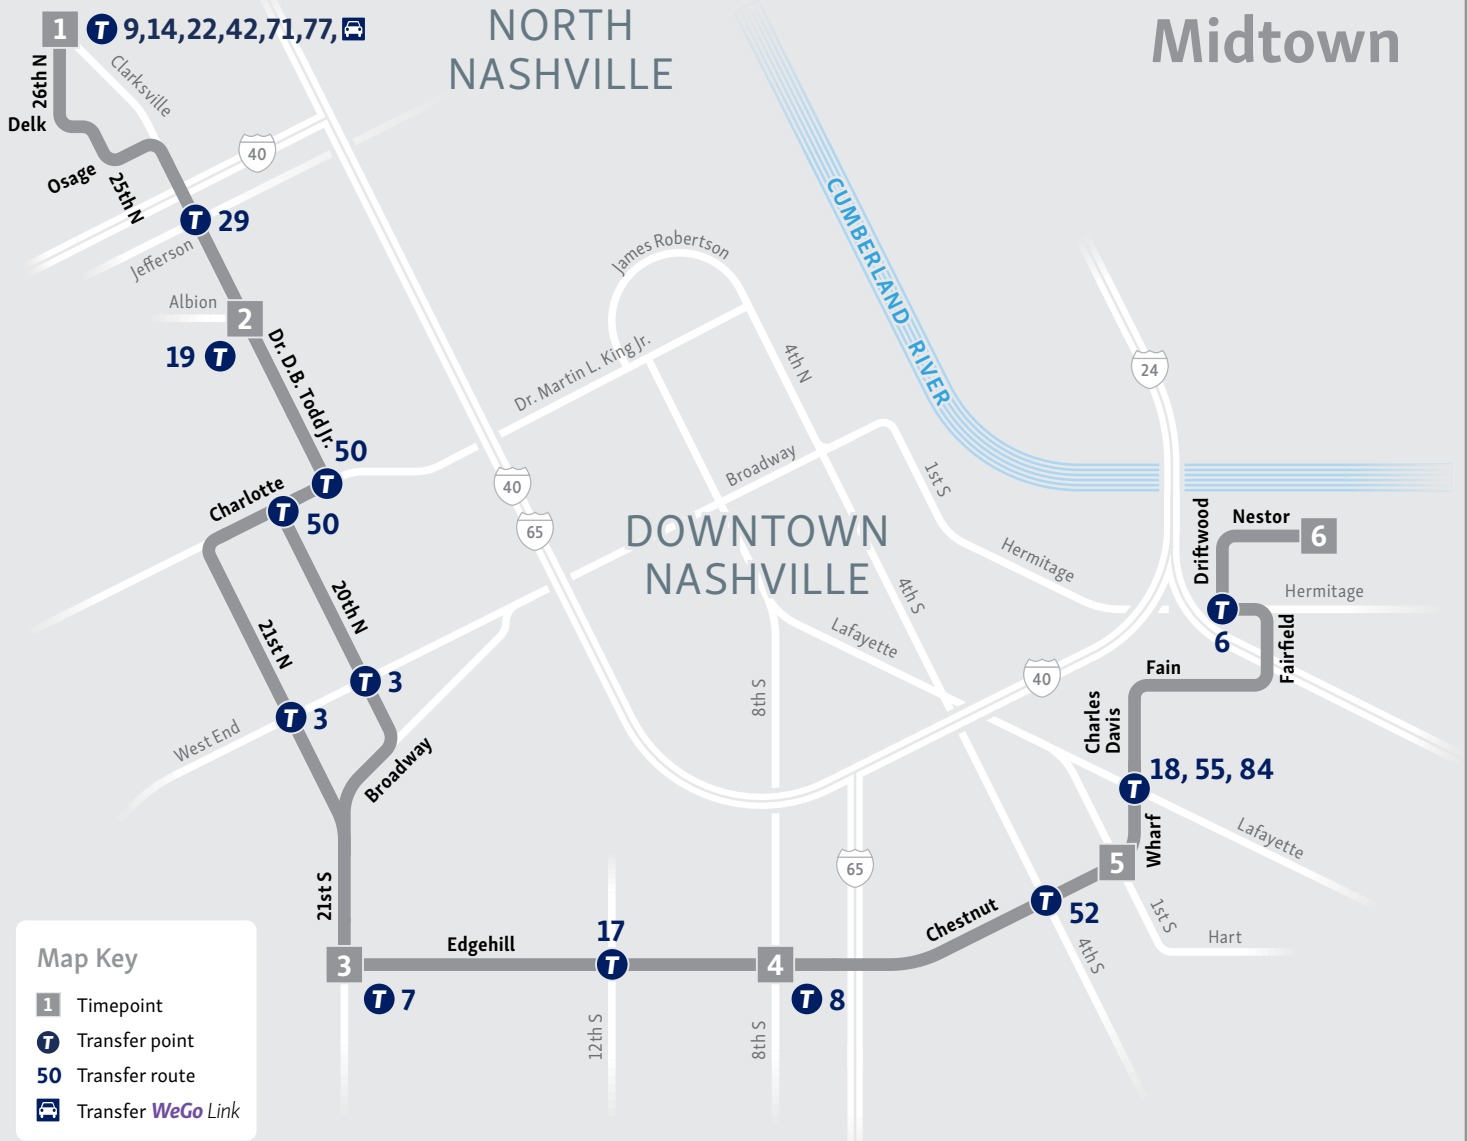 1
T 9,14,22,42,71,77,
NORTH
NASHVILLE
Midtown
26th N
Clarksville
Delk
40
Osage
25th N
T 29
Jefferson
Albion
2
19 T
Dr. D.B. Todd Jr.
James Robertson
CUMBERLAND RIVER
Dr. Martin L. King Jr.
4th N
24
50
T
Charlotte
T
50
40
65
Broadway
1st S
DOWNTOWN
NASHVILLE
Hermitage
Driftwood
Nestor
6
Hermitage
T
6
Fairfield
20th N
21st N
4th S
Lafayette
T 3
T 3
West End
Broadway
8th S
40
Fain
Charles
Davis
18, 55, 84
T
Wharf
Lafayette
5
65
21st S
Chestnut
T
52
1st S
4th S
Hart
3
Edgehill
17
T
4
T 7
T 8
12th S
8th S
Map Key
1 Timepoint
T Transfer point
50 Transfer route
Transfer WeGo Link